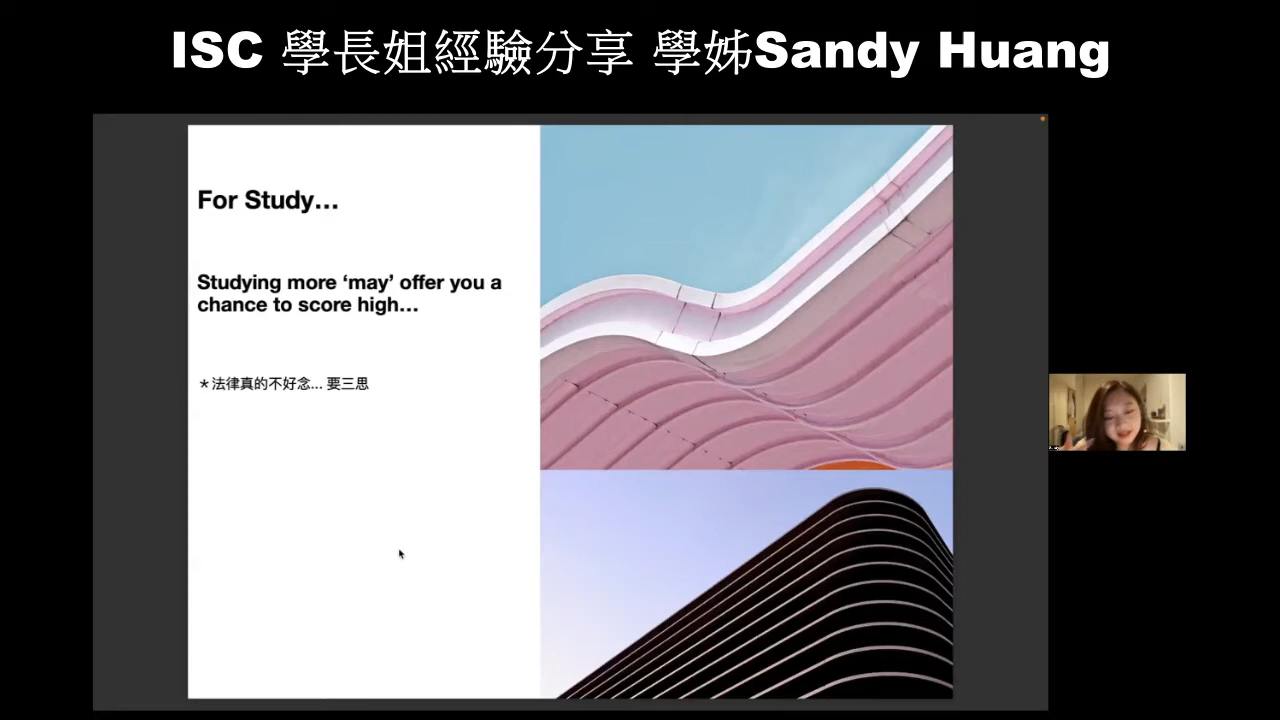 ISC 學長姐經驗分享 學姊Sandy Huang
For Study…
Studying more ‘may’ offer you a
chance to score high…
＊法律真的不好念... 要三思